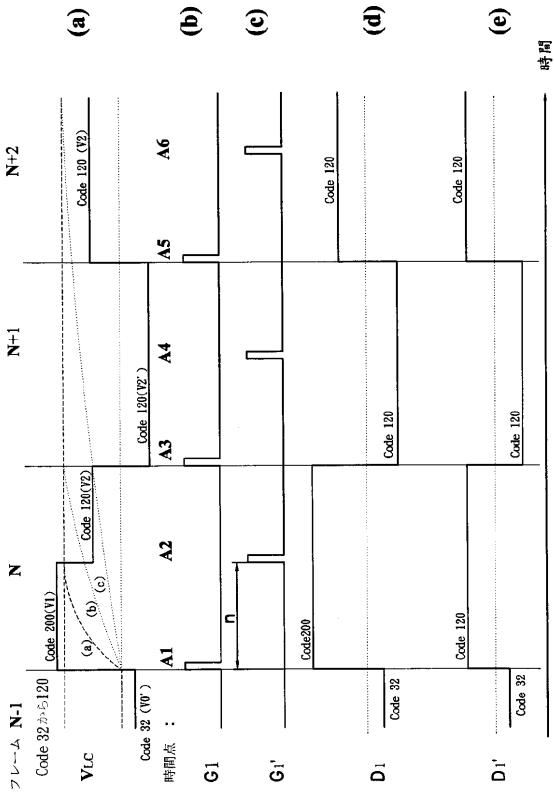 フレーム N-1
N
N+1
N+2
Code 32から120
(a)
VLC
Code 200(V1)
(a)
(b)
(c)
Code 120(V2)
Code 120 (V2)
Code 120(V2')
Code 32 (V0')
時間点 :
A1
A2
A3
A4
A5
A6
G1
(b)
G1'
n
(c)
D1
Code200
Code 32
Code 120
Code 120
(d)
D1'
Code 120
Code 32
Code 120
Code 120
(e)
時間